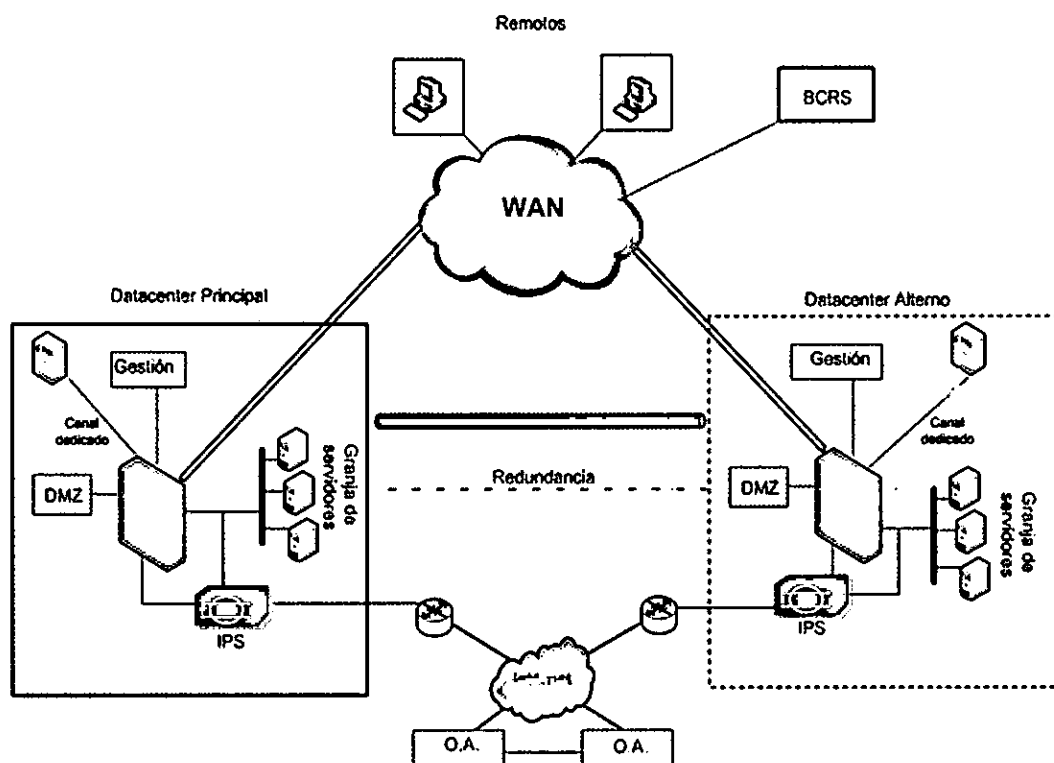 Remotos
BCRS
WAN
Datacenter Principal
Datacenter Alterno
Gestión
Gestión
Canal
dedicado
Canal
dedicado
Granja de
servidores
Granja de
servidores
DMZ
DMZ
Redundancia
IPS
IPS
O.A.
O.A.